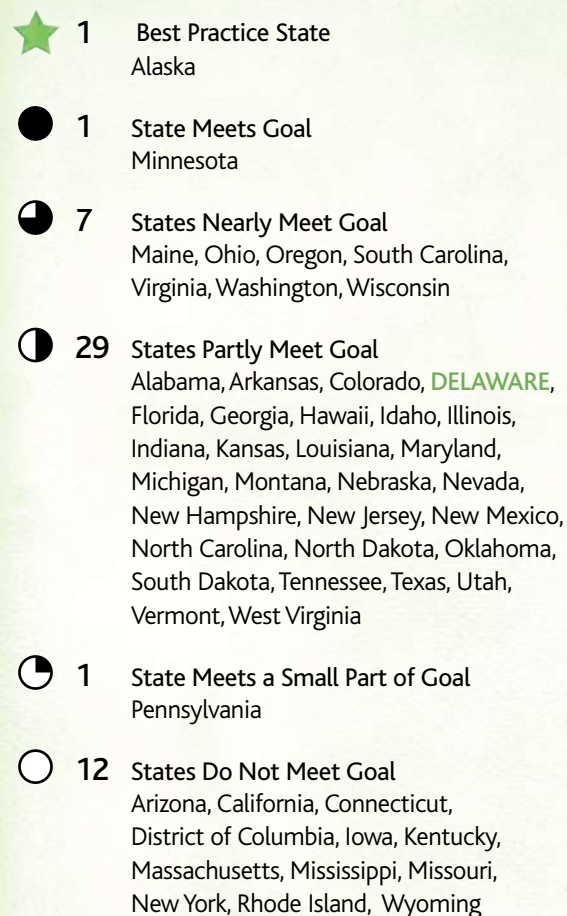 1 Best Practice State
Alaska
1 State Meets Goal
Minnesota
7 States Nearly Meet Goal
Maine, Ohio, Oregon, South Carolina,
Virginia, Washington, Wisconsin
29 States Partly Meet Goal
Alabama, Arkansas, Colorado, DELAWARE,
Florida, Georgia, Hawaii, Idaho, Illinois,
Indiana, Kansas, Louisiana, Maryland,
Michigan, Montana, Nebraska, Nevada,
New Hampshire, New Jersey, New Mexico,
North Carolina, North Dakota, Oklahoma,
South Dakota, Tennessee, Texas, Utah,
Vermont, West Virginia
1 State Meets a Small Part of Goal
Pennsylvania
12 States Do Not Meet Goal
Arizona, California, Connecticut,
District of Columbia, Iowa, Kentucky,
Massachusetts, Mississippi, Missouri,
New York, Rhode Island, Wyoming